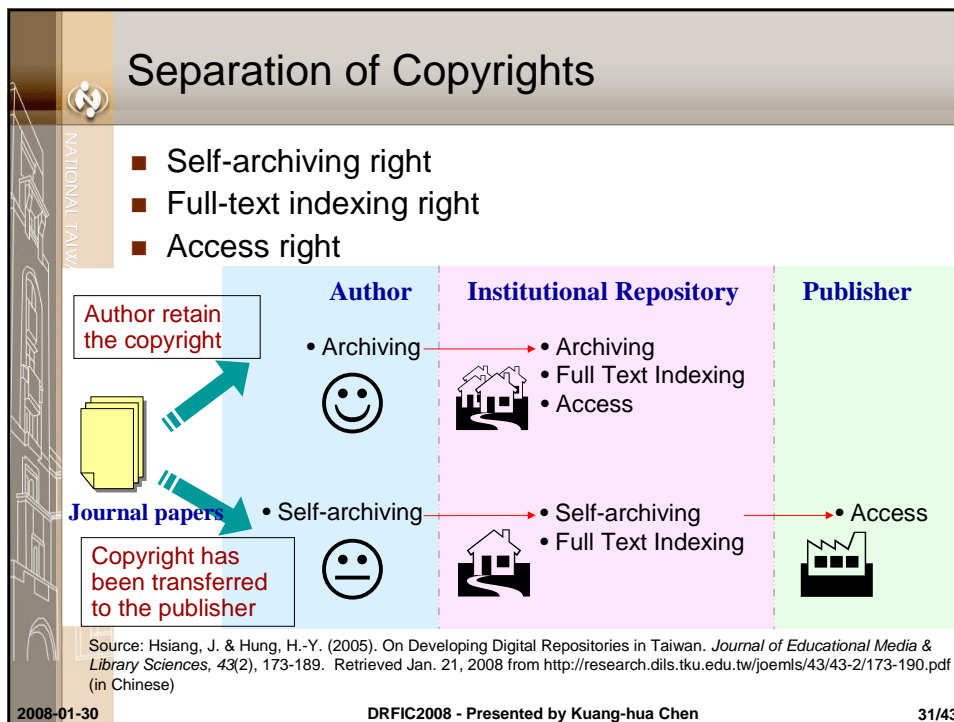 Separation of Copyrights
NATIONAL TAIW
■ Self-archiving right
■ Full-text indexing right
■ Access right
Author
Institutional Repository
Publisher
Author retain
the copyright
• Archiving
• Archiving
• Full Text Indexing
• Access
Journal papers
• Self-archiving
• Self-archiving
• Full Text Indexing
• Access
Copyright has
been transferred
to the publisher
Source: Hsiang, J. & Hung, H.-Y. (2005). On Developing Digital Repositories in Taiwan. Journal of Educational Media &
Library Sciences, 43(2), 173-189. Retrieved Jan. 21, 2008 from http://research.dils.tku.edu.tw/joemls/43/43-2/173-190.pdf
(in Chinese)
2008-01-30
DRFIC2008 - Presented by Kuang-hua Chen
31/43